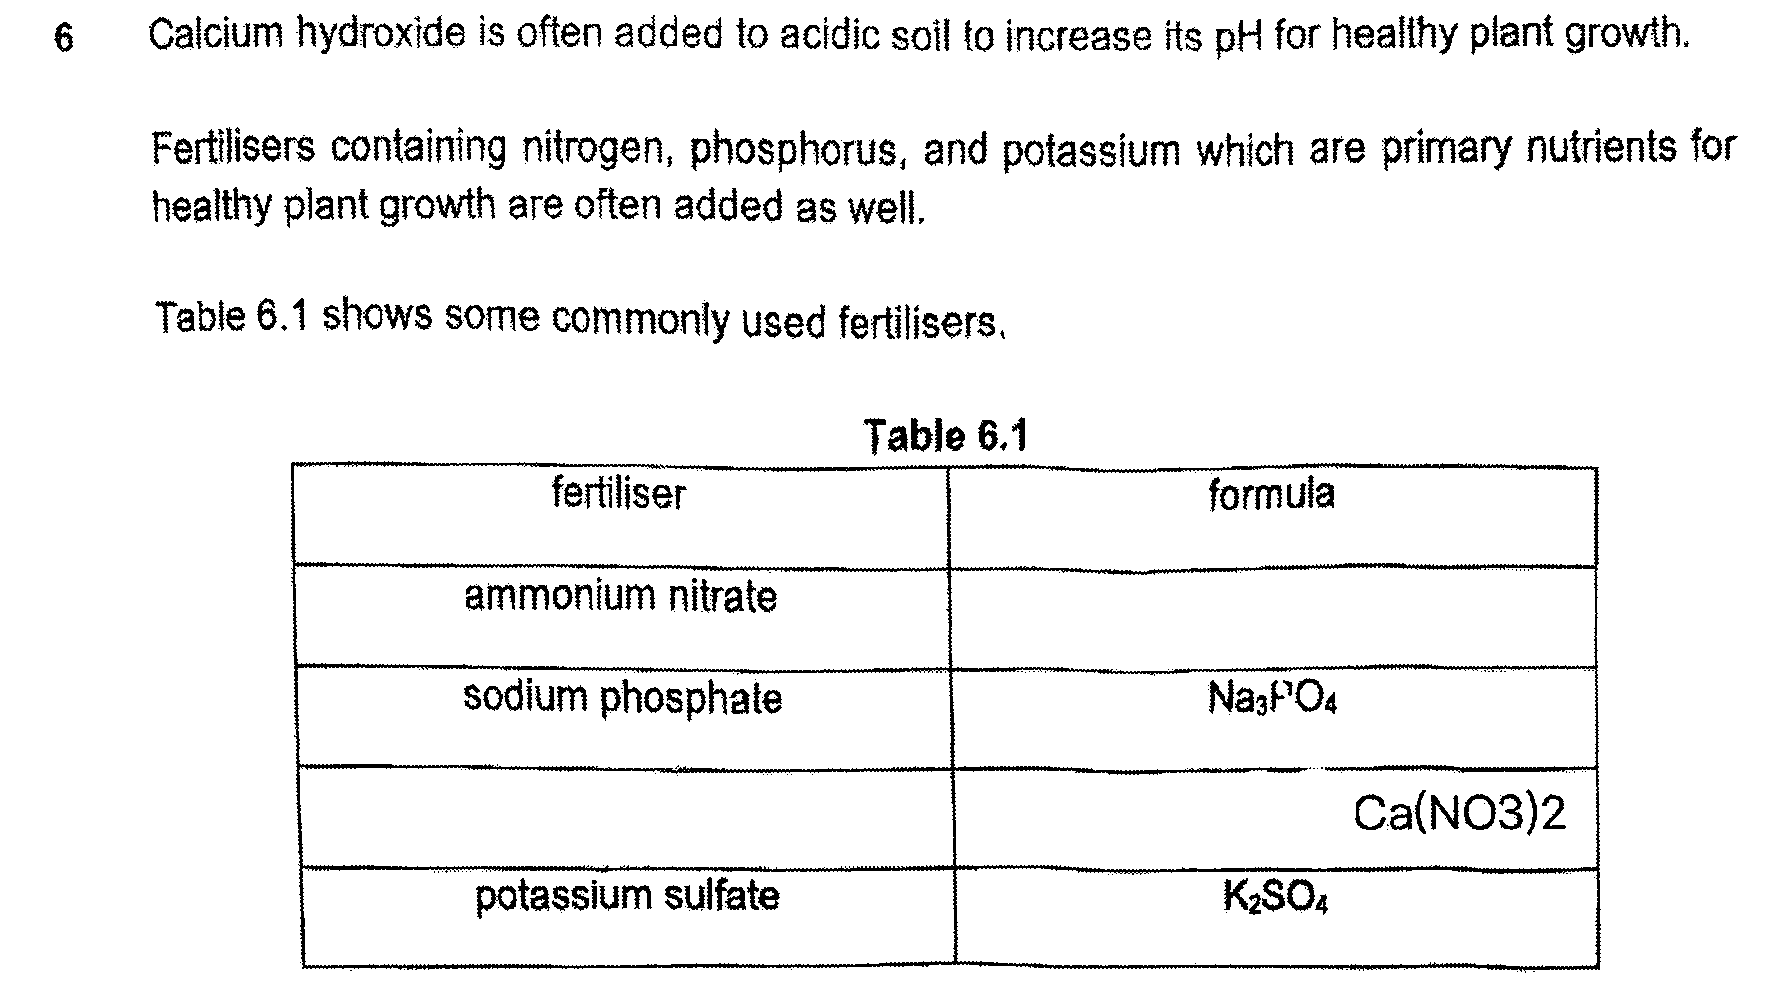 6 Calcium hydroxide is often added to acidic soil to increase its pH for healthy plant growth.
Fertilisers containing nitrogen, phosphorus, and potassium which are primary nutrients for
healthy plant growth are often added as well.
Table 6.1 shows some commonly used fertilisers.
Table 6.1
fertiliser formula
ammonium nitrate
sodium phosphate Na₃PO₄
Ca(NO3)2
potassium sulfate K₂SO₄